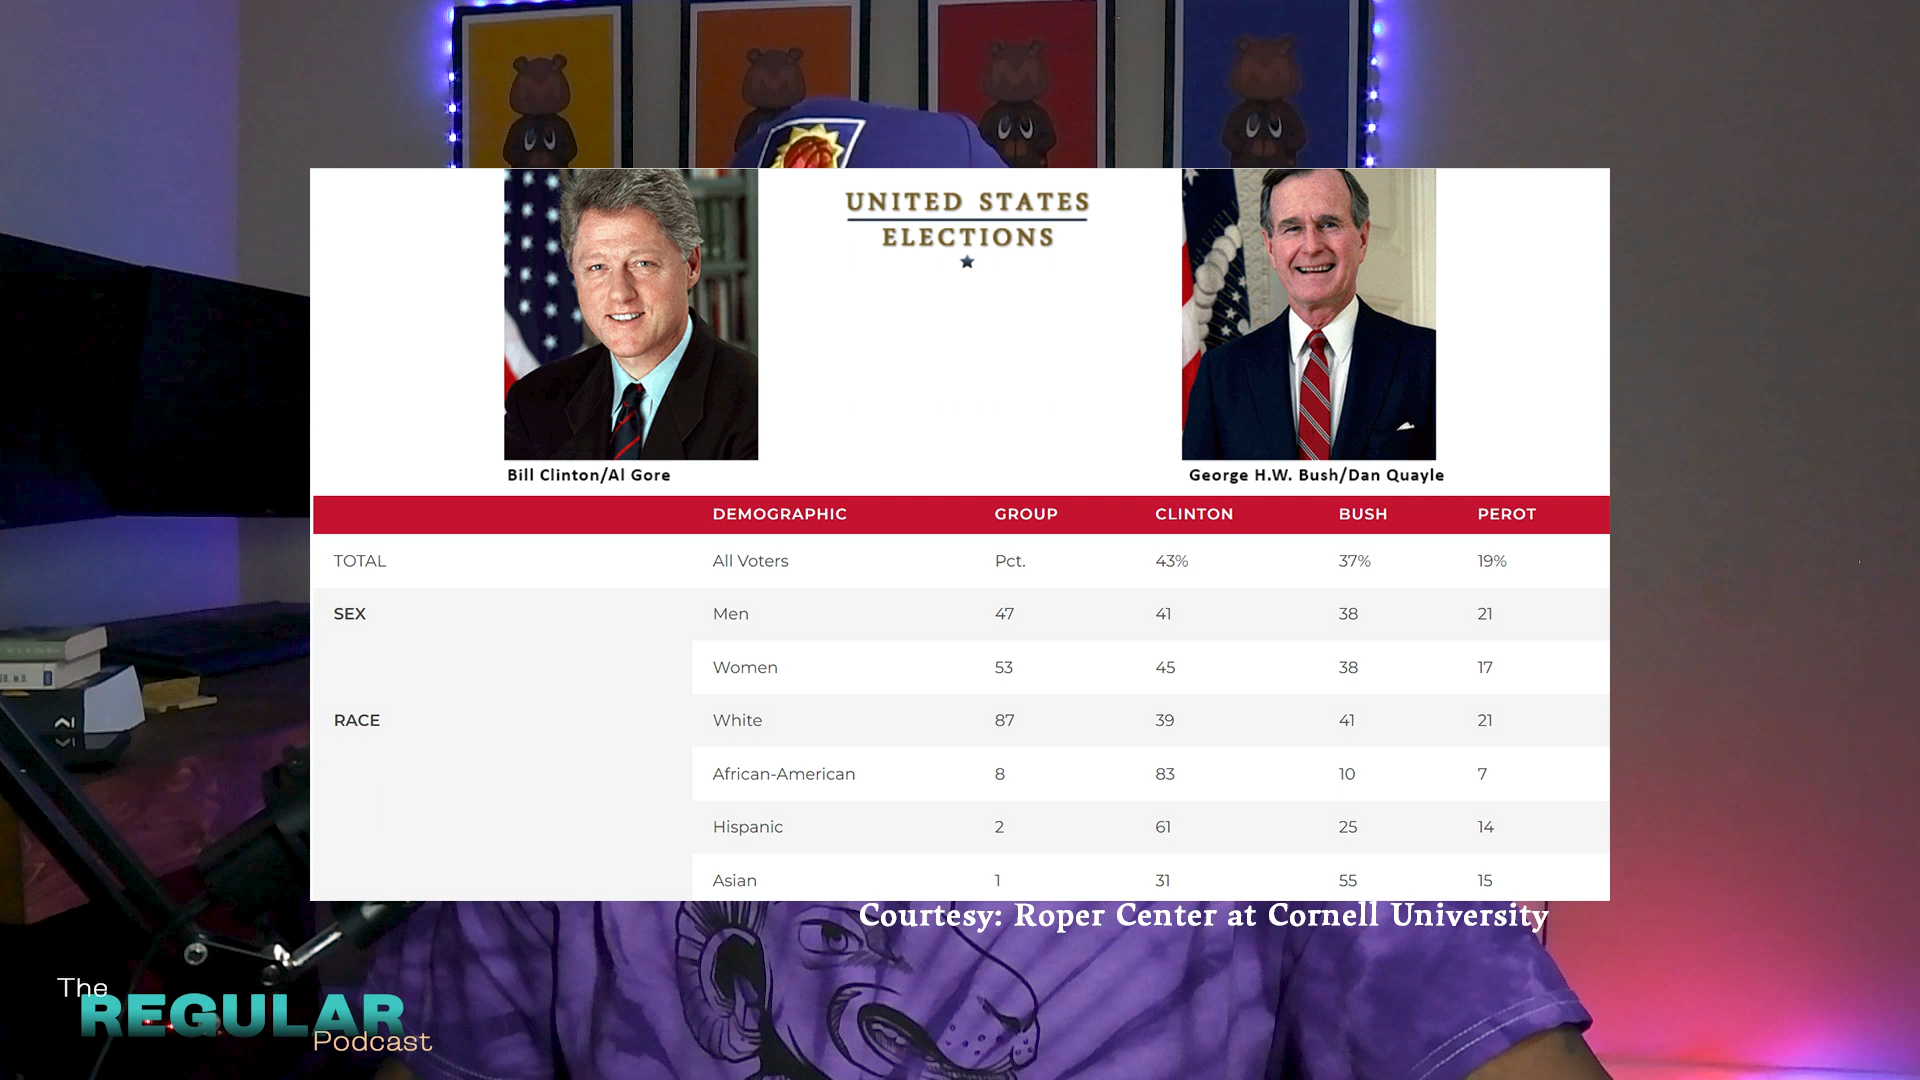 UNITED STATES
ELECTIONS
Bill Clinton/Al Gore
George H.W. Bush/Dan Quayle
DEMOGRAPHIC GROUP CLINTON BUSH PEROT
TOTAL All Voters Pct. 43% 37% 19%
SEX Men 47 41 38 21
Women 53 45 38 17
RACE White 87 39 41 21
African-American 8 83 10 7
Hispanic 2 61 25 14
Asian 1 31 55 15
Courtesy: Roper Center at Cornell University
The
REGULAR
Podcast